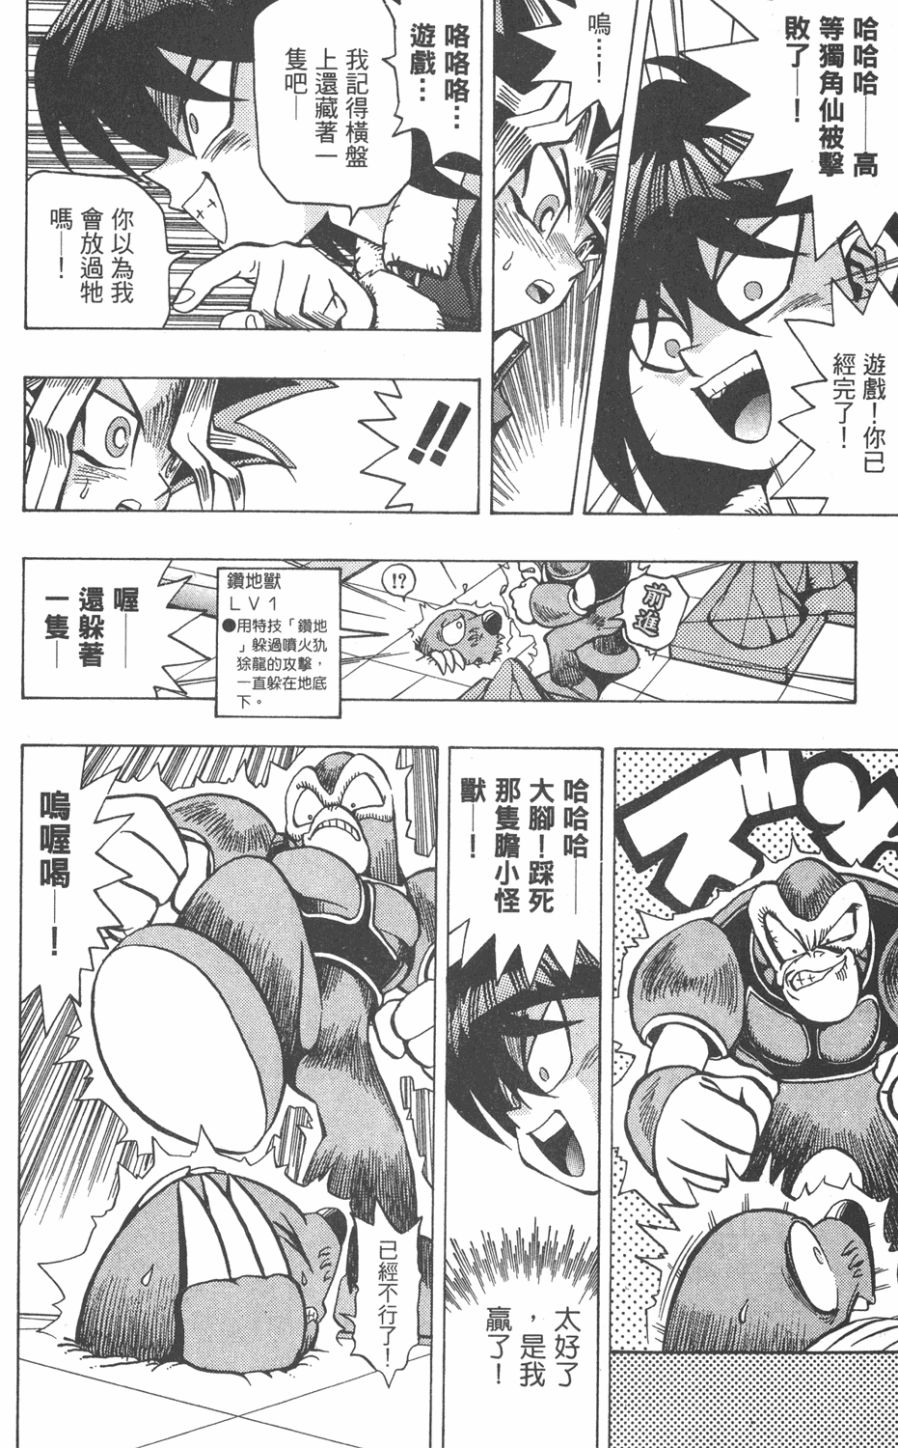 哈哈哈──高
等獨角仙被擊
敗了──！
遊戲！你已
經完了！
嗚…！
咯咯咯…
遊戲…
我記得橫盤
上還藏著一
隻吧──
你以為我
會放過牠
嗎──！
!!
前進
!?
鑽地獸
LV1
●用特技「鑽地
」躲過噴火犰
狳龍的攻擊，
一直躲在地底
下。
喔──
還躲著
一隻──
ズン
哈哈哈──
大腳！踩死
那隻膽小怪
獸──！
太好了
，是我
贏了！
嗚喔喝──！
已經不行了！